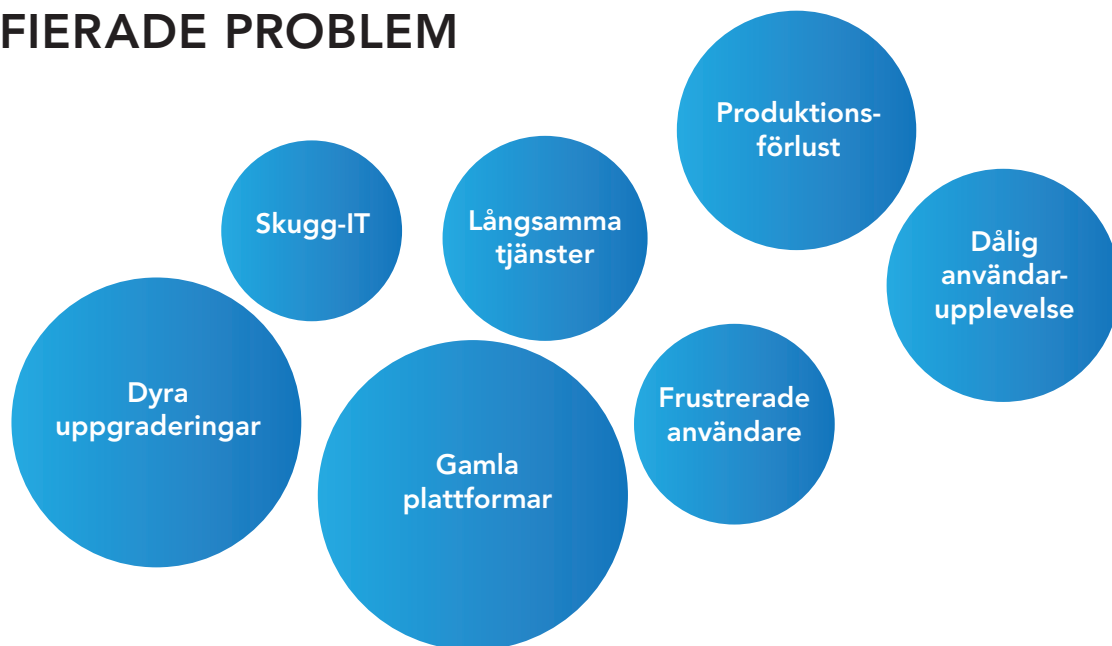 FIERADE PROBLEM
Produktions-
förlust
Skugg-IT
Långsamma
tjänster
Dålig
användar-
upplevelse
Dyra
uppgraderingar
Frustrerade
användare
Gamla
plattformar